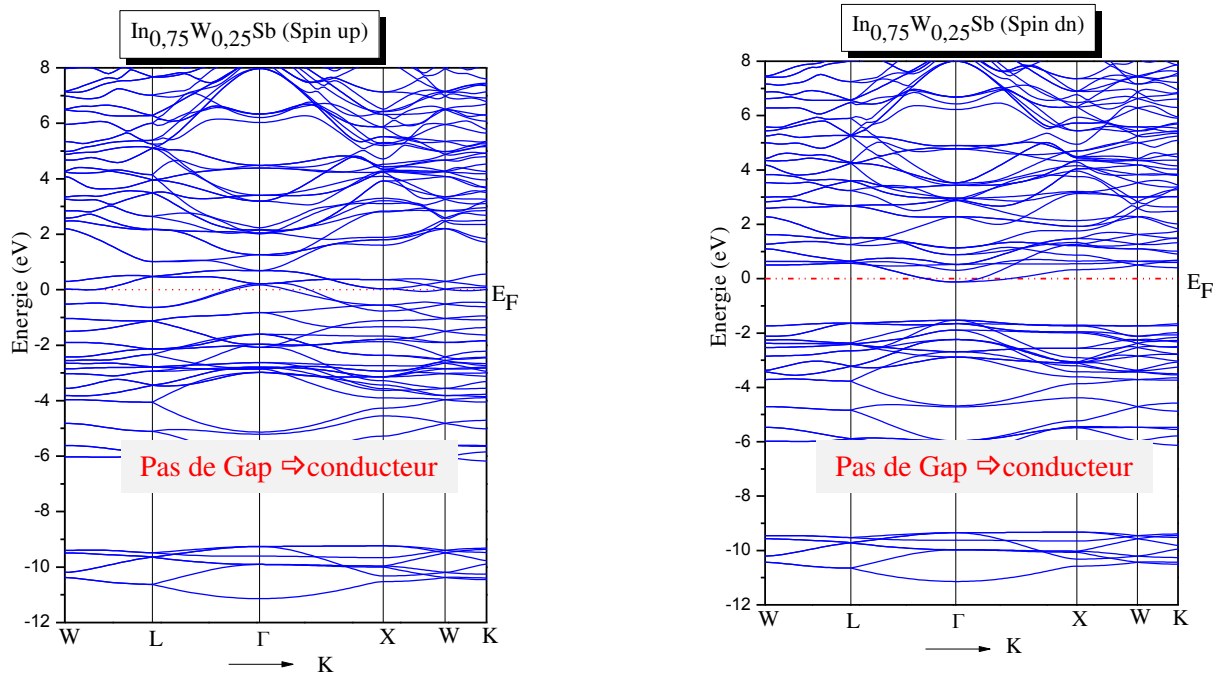 In0,75W0,25Sb (Spin up)
8
6
4
2
0
-2
-4
-6
-8
-10
-12
Energie (eV)
EF
Pas de Gap ⇨conducteur
W L Γ X W K
K
In0,75W0,25Sb (Spin dn)
8
6
4
2
0
-2
-4
-6
-8
-10
-12
Energie (eV)
EF
Pas de Gap ⇨conducteur
W L Γ X W K
K